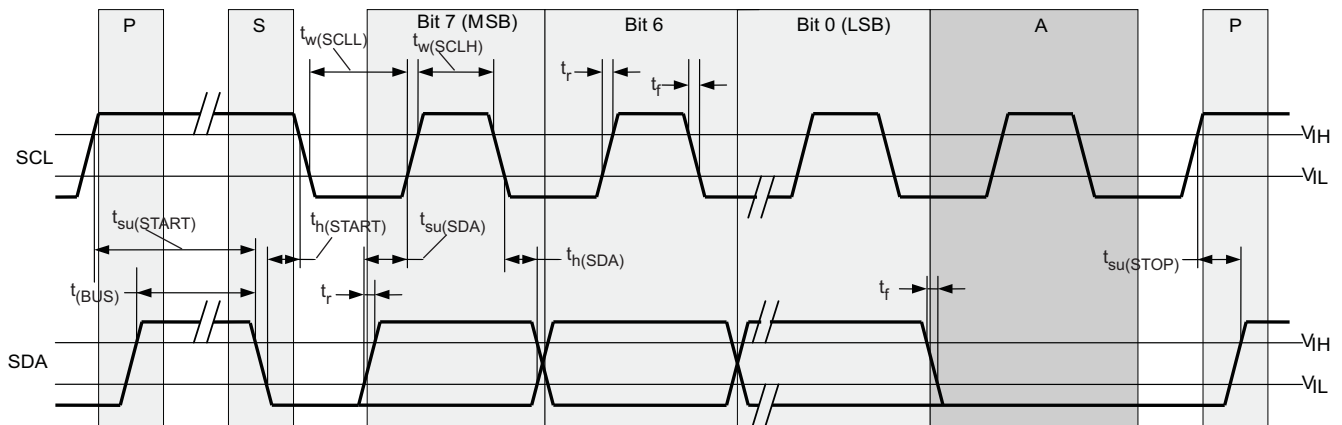 P S Bit 7 (MSB) Bit 6 Bit 0 (LSB) A P
tw(SCLL) tw(SCLH) tr tf
SCL VIH
VIL
tsu(START) th(START) tsu(SDA) th(SDA) tsu(STOP)
t(BUS) tr tf
SDA VIH
VIL